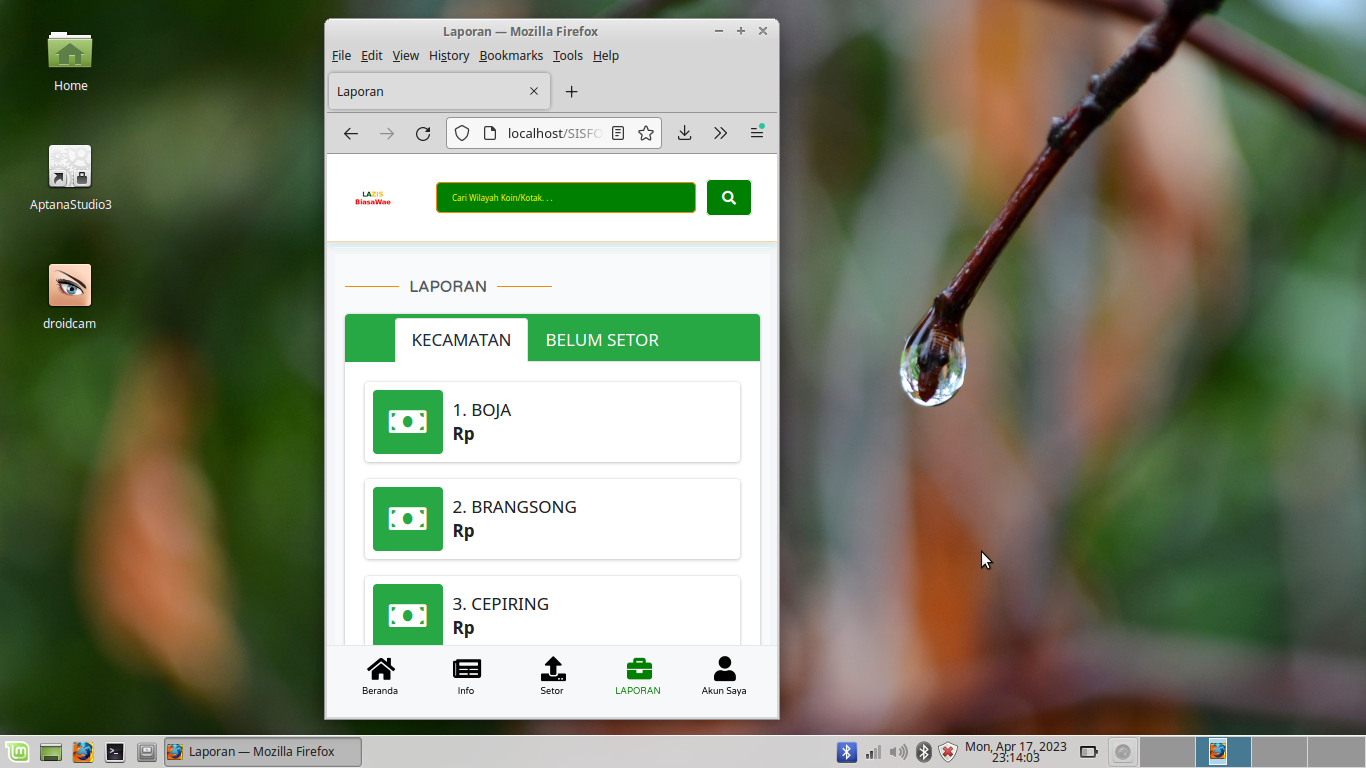 Home
AptanaStudio3
droidcam
Laporan — Mozilla Firefox
File Edit View History Bookmarks Tools Help
Laporan
localhost/SISFO
LAZIS
BiasaWae
Cari Wilayah Koin/Kotak. . .
LAPORAN
KECAMATAN BELUM SETOR
1. BOJA
Rp
2. BRANGSONG
Rp
3. CEPIRING
Rp
Beranda Info Setor LAPORAN Akun Saya
Laporan — Mozilla Firefox
Mon, Apr 17, 2023
23:14:03